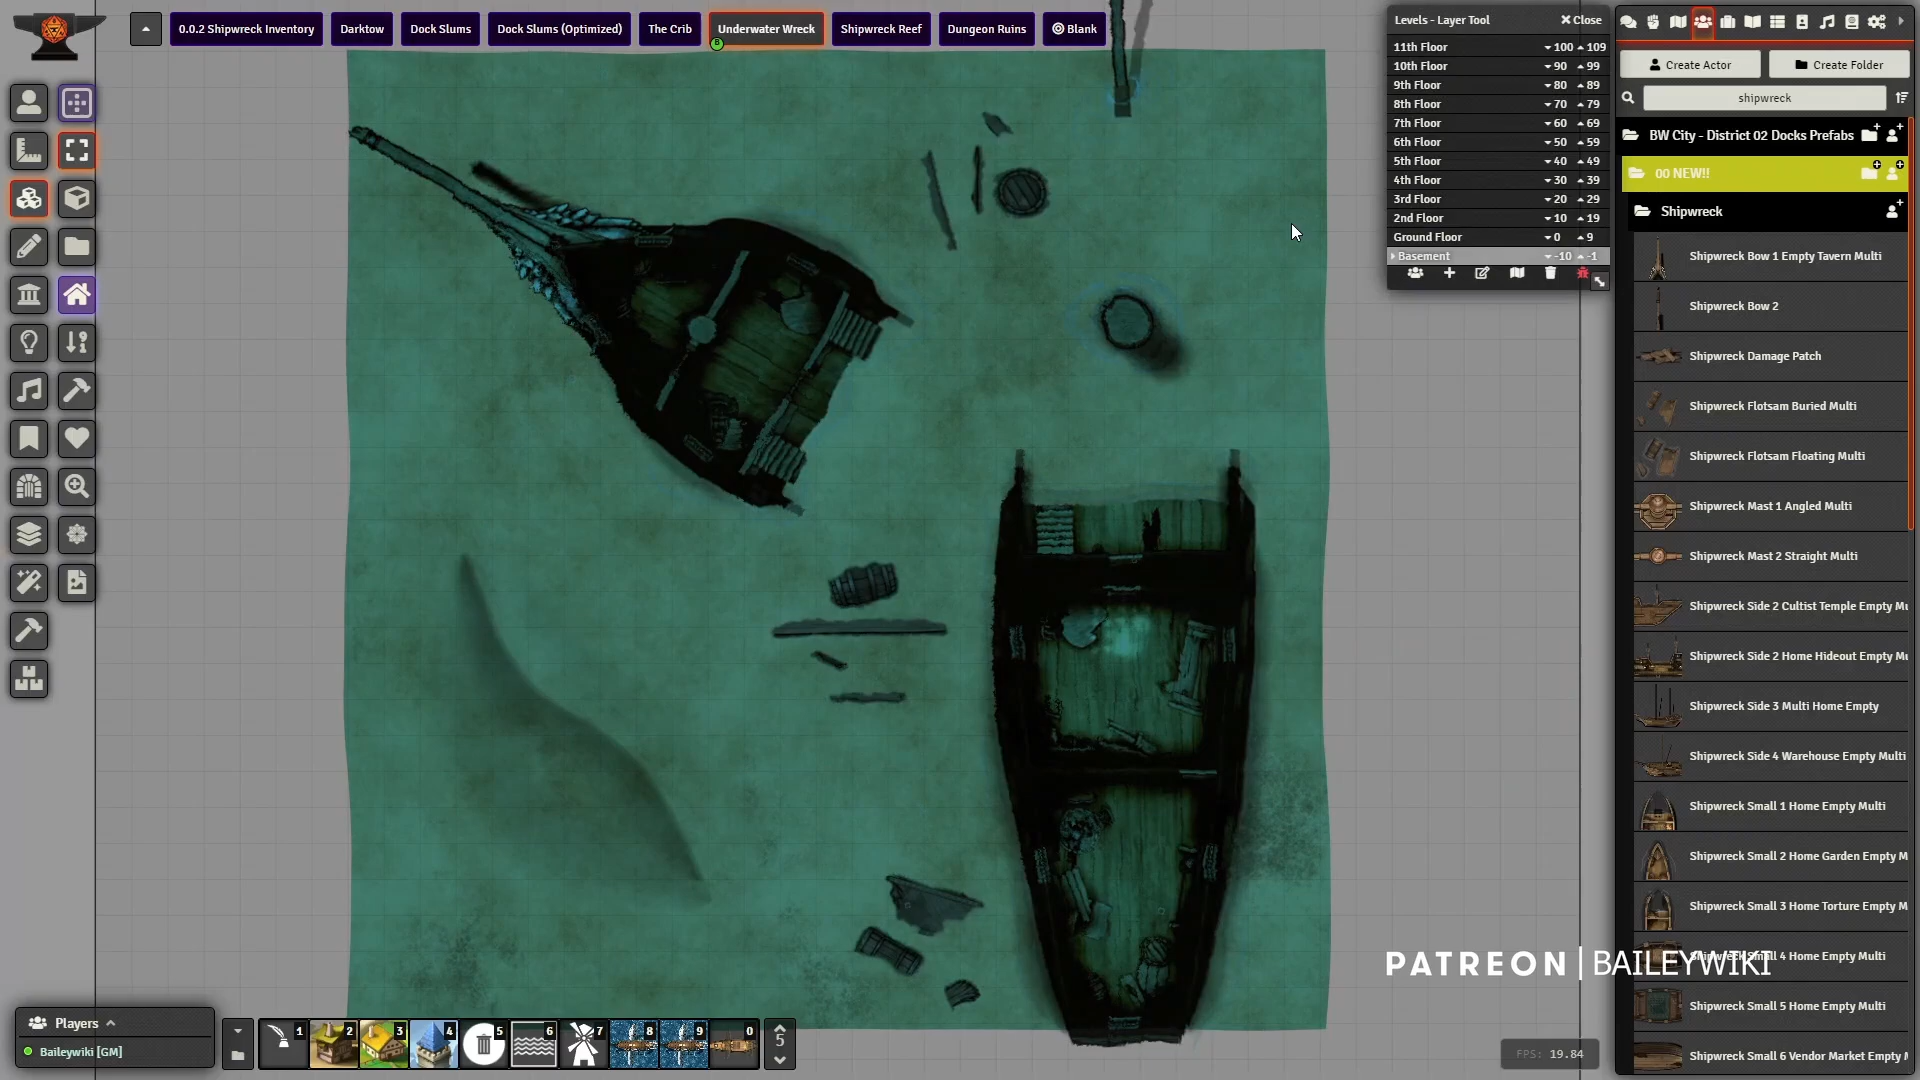 0.0.2 Shipwreck Inventory
Darktow
Dock Slums
Dock Slums (Optimized)
The Crib
Underwater Wreck
B
Shipwreck Reef
Dungeon Ruins
Blank
Levels - Layer Tool
Close
11th Floor 100 109
10th Floor 90 99
9th Floor 80 89
8th Floor 70 79
7th Floor 60 69
6th Floor 50 59
5th Floor 40 49
4th Floor 30 39
3rd Floor 20 29
2nd Floor 10 19
Ground Floor 0 9
Basement -10 -1
Create Actor
Create Folder
shipwreck
BW City - District 02 Docks Prefabs
00 NEW!!
Shipwreck
Shipwreck Bow 1 Empty Tavern Multi
Shipwreck Bow 2
Shipwreck Damage Patch
Shipwreck Flotsam Buried Multi
Shipwreck Flotsam Floating Multi
Shipwreck Mast 1 Angled Multi
Shipwreck Mast 2 Straight Multi
Shipwreck Side 2 Cultist Temple Empty Mu
Shipwreck Side 2 Home Hideout Empty Mu
Shipwreck Side 3 Multi Home Empty
Shipwreck Side 4 Warehouse Empty Multi
Shipwreck Small 1 Home Empty Multi
Shipwreck Small 2 Home Garden Empty M
Shipwreck Small 3 Home Torture Empty M
Shipwreck Small 4 Home Empty Multi
Shipwreck Small 5 Home Empty Multi
Shipwreck Small 6 Vendor Market Empty M
PATREON | BAILEYWIKI
Players
Baileywiki [GM]
1 2 3 4 5 6 7 8 9 0
5
FPS: 19.84